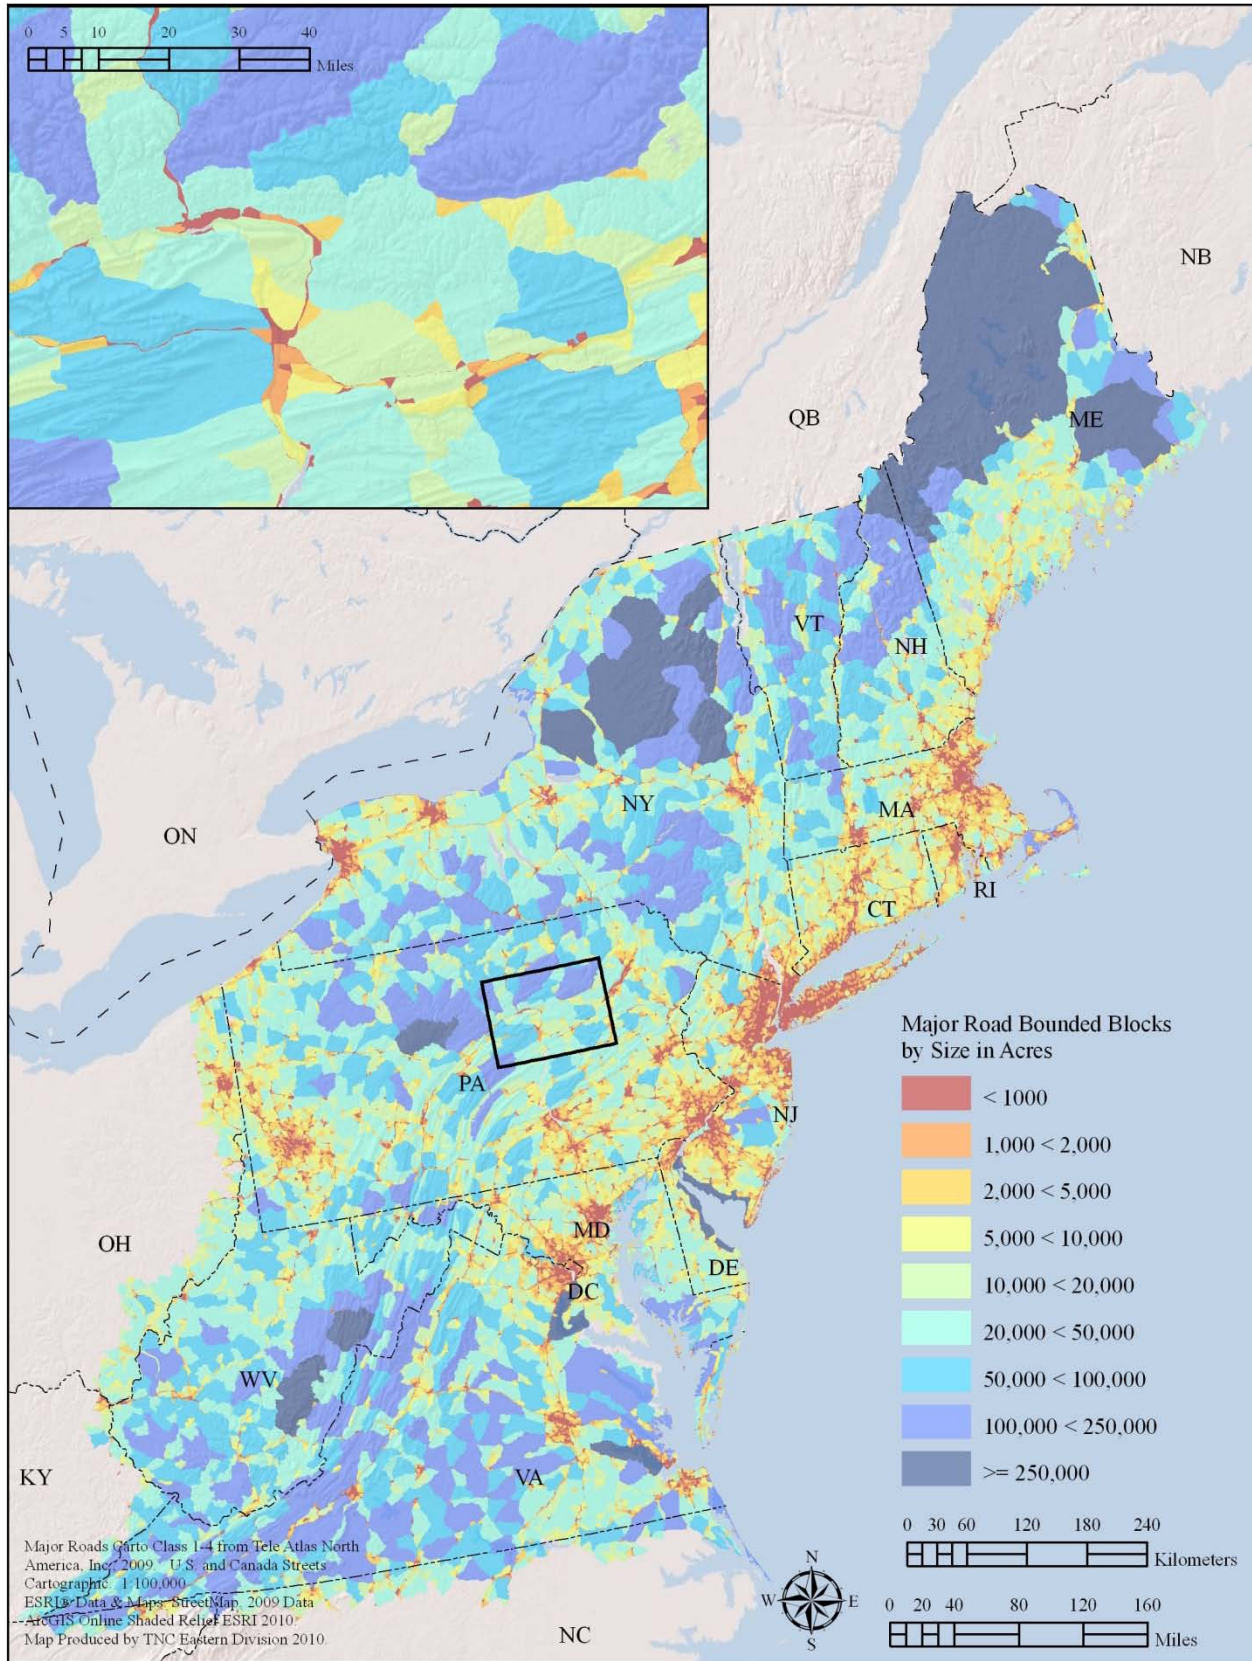 0 5 10 20 30 40
Miles
NB
QB
ME
VT
NH
NY
MA
ON
RI
CT
PA
NJ
OH
MD
DE
DC
WV
KY
VA
NC
Major Road Bounded Blocks
by Size in Acres
< 1000
1,000 < 2,000
2,000 < 5,000
5,000 < 10,000
10,000 < 20,000
20,000 < 50,000
50,000 < 100,000
100,000 < 250,000
>= 250,000
0 30 60 120 180 240
Kilometers
0 20 40 80 120 160
Miles
N
W E
S
Major Roads Carto Class 1-4 from Tele Atlas North
America, Inc. 2009. U.S. and Canada Streets
Cartographic. 1:100,000
ESRI® Data & Maps: StreetMap. 2009 Data
ArcGIS Online Shaded Relief ESRI 2010.
Map Produced by TNC Eastern Division 2010.